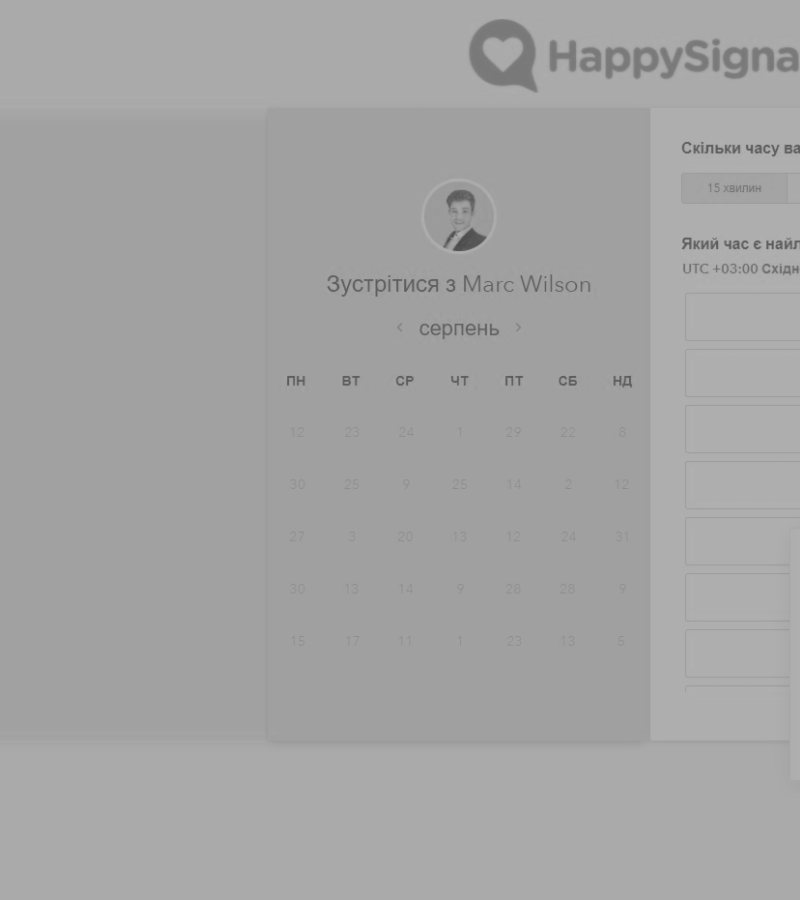 HappySigna
Зустрітися з Marc Wilson
серпень
ПН ВТ СР ЧТ ПТ СБ НД
12 23 24 1 29 22 8
30 25 9 25 14 2 12
27 3 20 13 12 24 31
30 13 14 9 28 26 9
15 17 11 1 23 13 5
Скільки часу ва
15 хвилин
Який час є найл
UTC +03:00 Східн